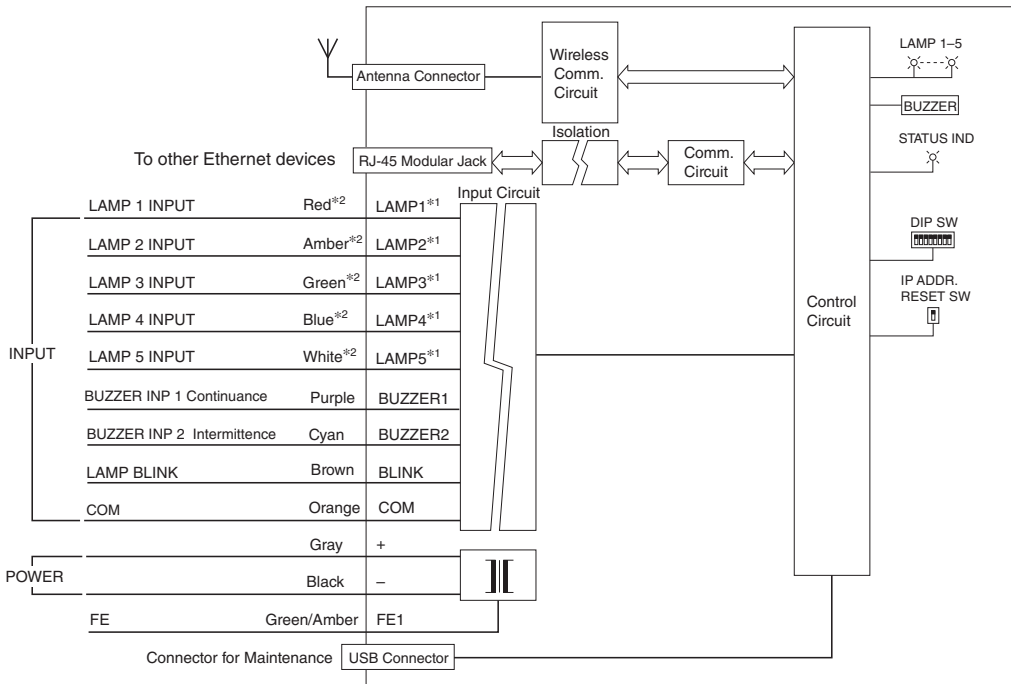 LAMP 1–5
Wireless
Comm.
Circuit
Antenna Connector
BUZZER
Isolation
STATUS IND
To other Ethernet devices
RJ-45 Modular Jack
Comm.
Circuit
Input Circuit
LAMP 1 INPUT Red*2 LAMP1*1
DIP SW
LAMP 2 INPUT Amber*2 LAMP2*1
LAMP 3 INPUT Green*2 LAMP3*1
IP ADDR.
RESET SW
Control
Circuit
LAMP 4 INPUT Blue*2 LAMP4*1
INPUT
LAMP 5 INPUT White*2 LAMP5*1
BUZZER INP 1 Continuance Purple BUZZER1
BUZZER INP 2 Intermittence Cyan BUZZER2
LAMP BLINK Brown BLINK
COM Orange COM
Gray +
POWER
Black –
FE Green/Amber FE1
Connector for Maintenance USB Connector